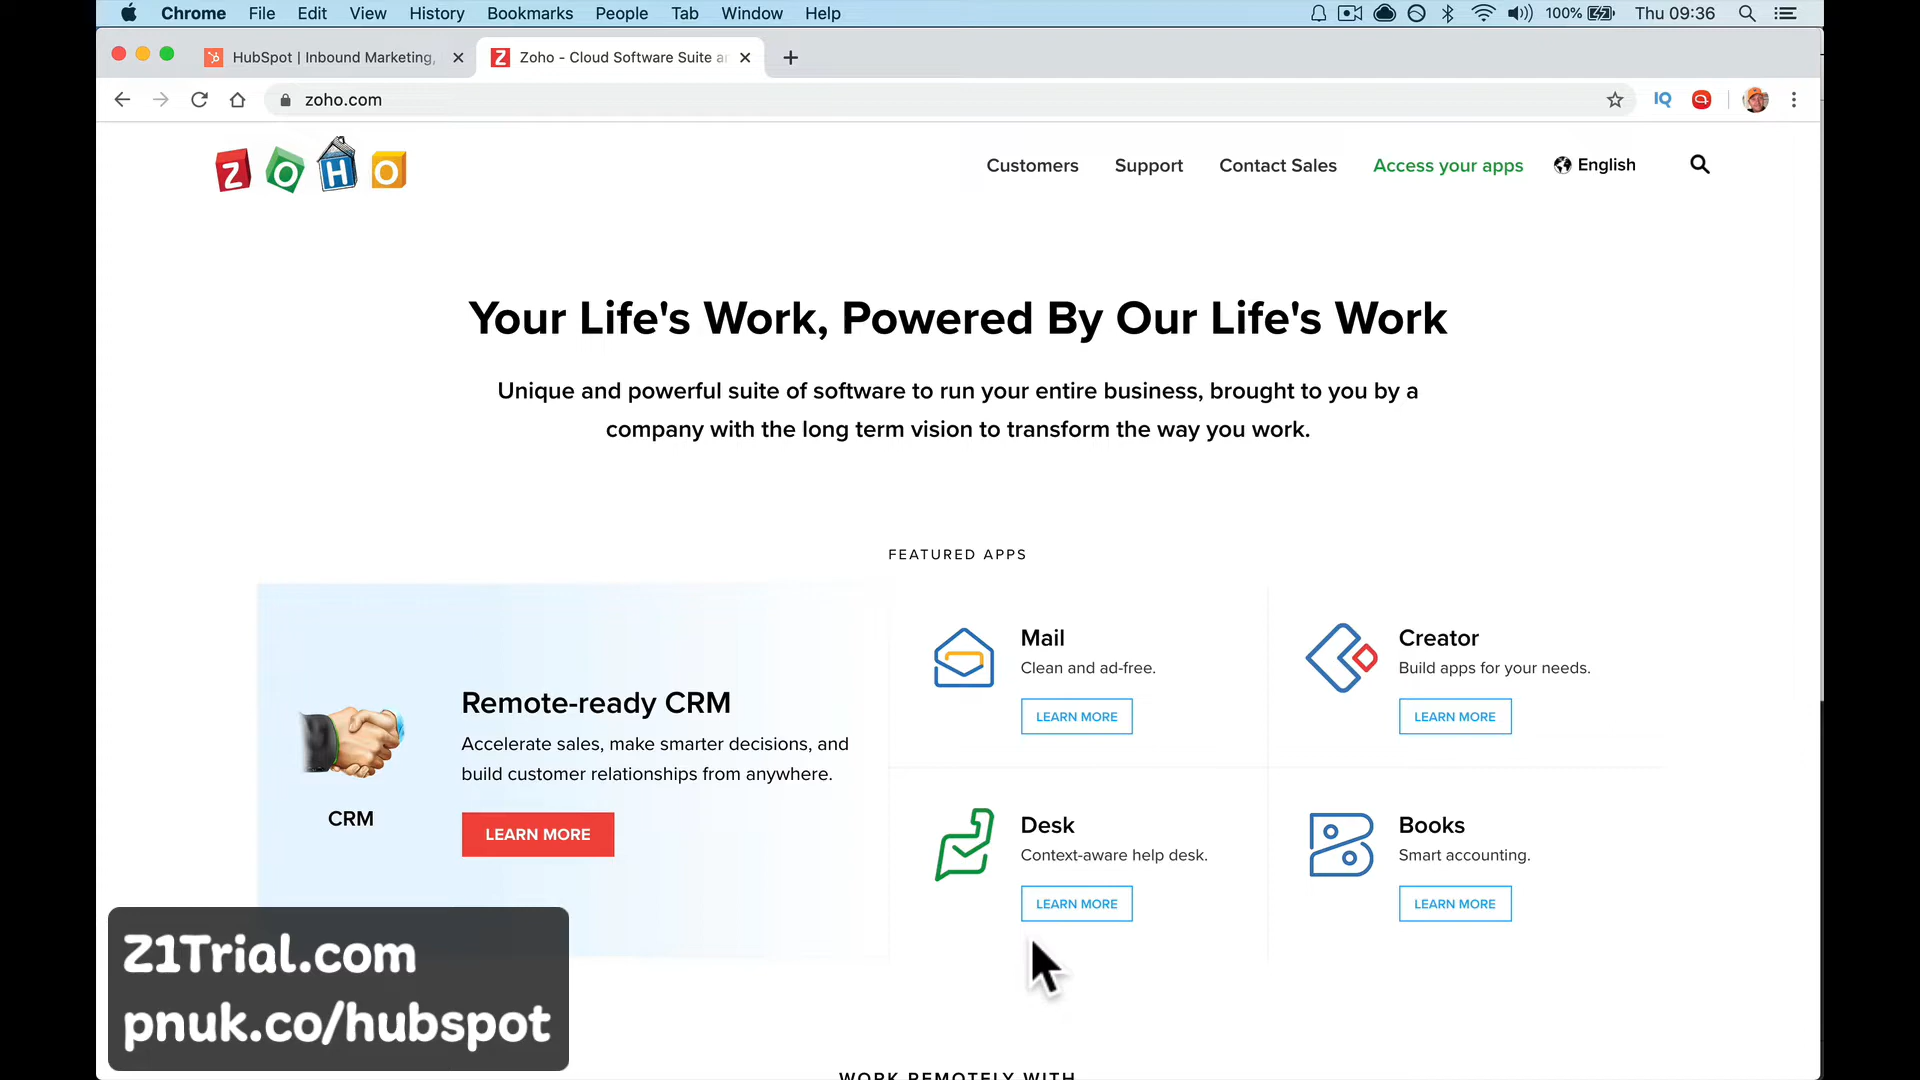 Chrome File Edit View History Bookmarks People Tab Window Help 100% Thu 09:36
HubSpot | Inbound Marketing, Zoho - Cloud Software Suite a
zoho.com IQ
ZOHO Customers Support Contact Sales Access your apps English
Your Life's Work, Powered By Our Life's Work
Unique and powerful suite of software to run your entire business, brought to you by a
company with the long term vision to transform the way you work.
FEATURED APPS
CRM
Remote-ready CRM
Accelerate sales, make smarter decisions, and
build customer relationships from anywhere.
LEARN MORE
Mail
Clean and ad-free.
LEARN MORE
Creator
Build apps for your needs.
LEARN MORE
Desk
Context-aware help desk.
LEARN MORE
Books
Smart accounting.
LEARN MORE
Z1Trial.com
pnuk.co/hubspot
WORK REMOTELY WITH